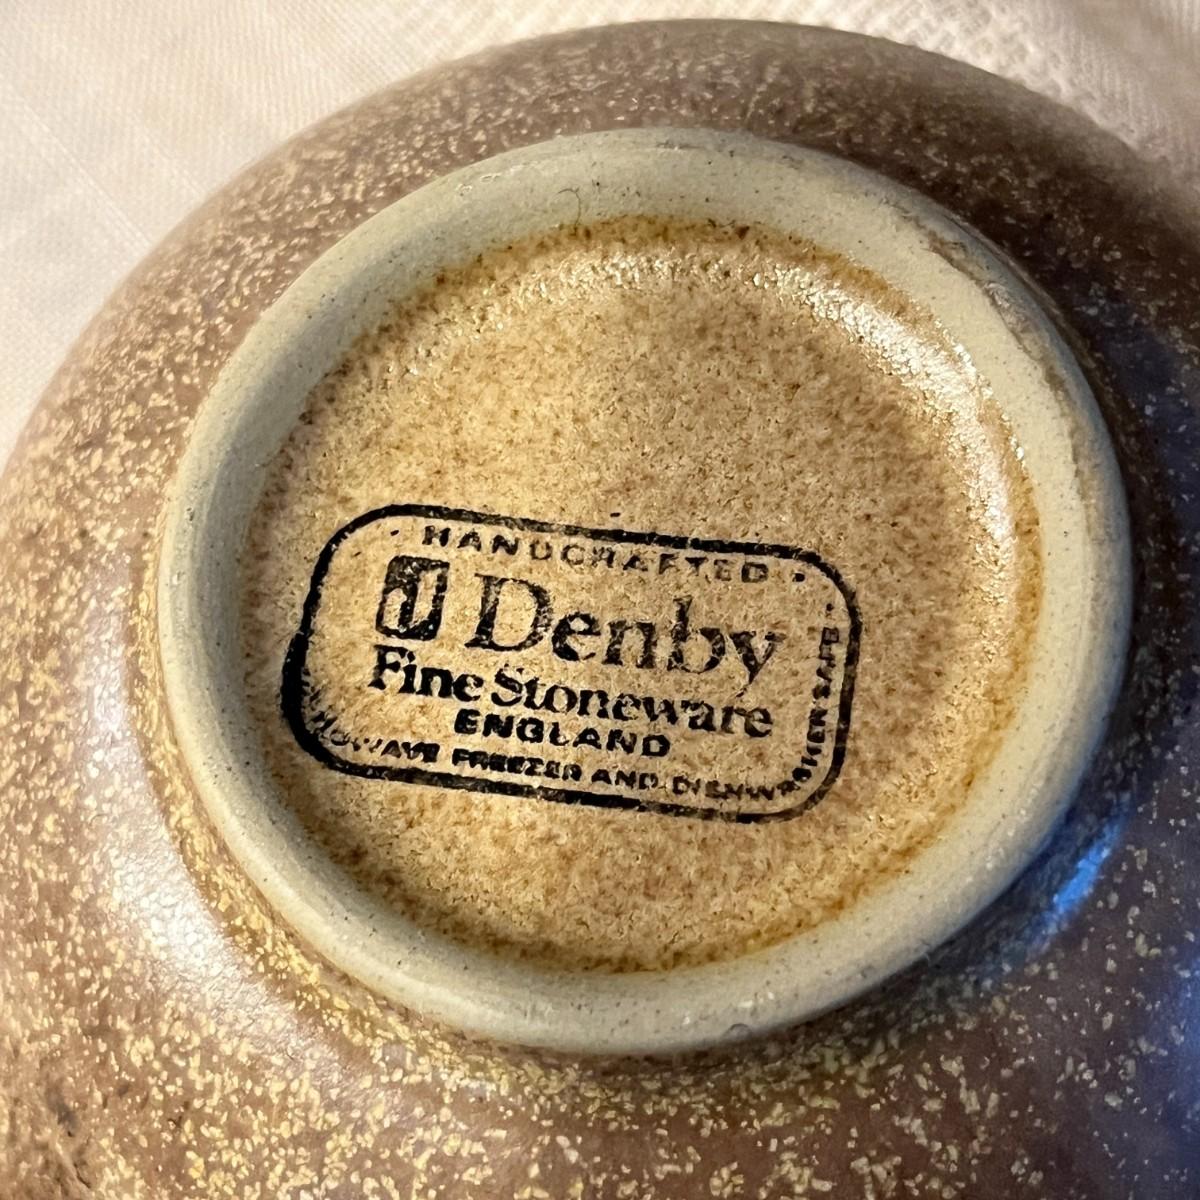 HANDCRAFTED
Denby
Fine Stoneware
ENGLAND
FREEZER AND DISHWASHER SAFE